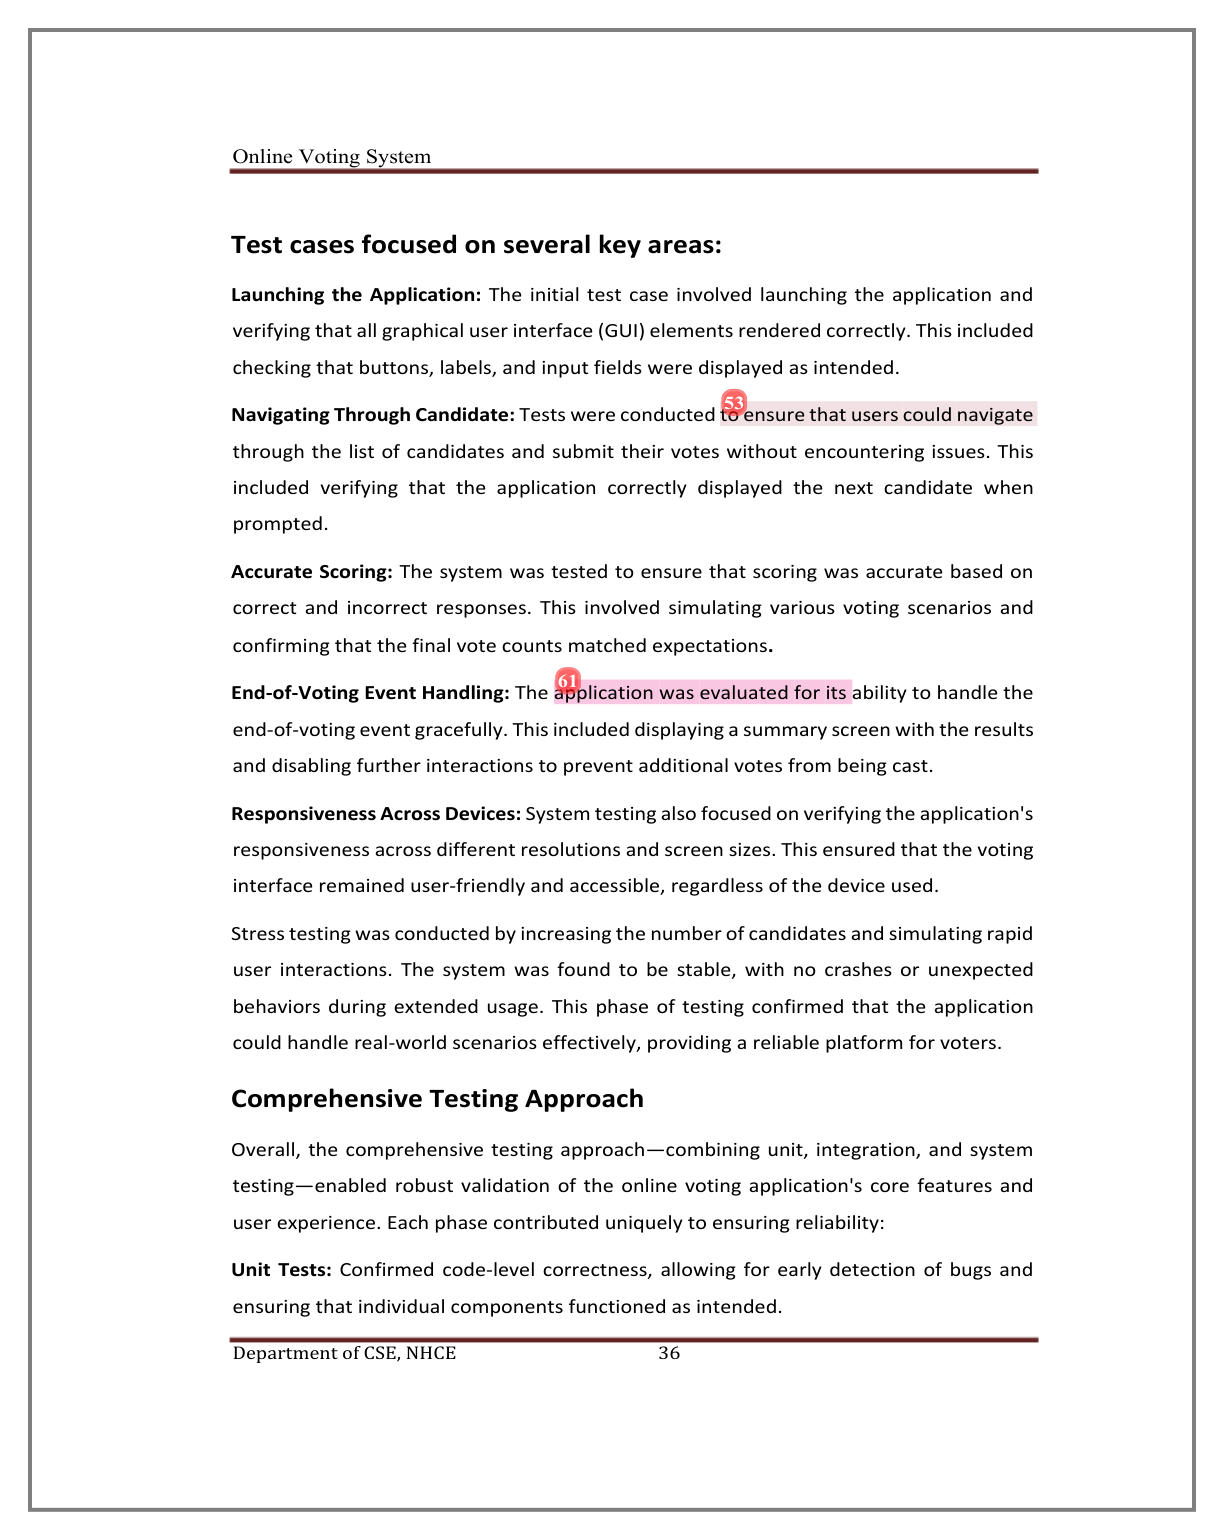 Online Voting System
Test cases focused on several key areas:
Launching the Application: The initial test case involved launching the application and
verifying that all graphical user interface (GUI) elements rendered correctly. This included
checking that buttons, labels, and input fields were displayed as intended.
53
Navigating Through Candidate: Tests were conducted to ensure that users could navigate
through the list of candidates and submit their votes without encountering issues. This
included verifying that the application correctly displayed the next candidate when
prompted.
Accurate Scoring: The system was tested to ensure that scoring was accurate based on
correct and incorrect responses. This involved simulating various voting scenarios and
confirming that the final vote counts matched expectations.
61
End-of-Voting Event Handling: The application was evaluated for its ability to handle the
end-of-voting event gracefully. This included displaying a summary screen with the results
and disabling further interactions to prevent additional votes from being cast.
Responsiveness Across Devices: System testing also focused on verifying the application's
responsiveness across different resolutions and screen sizes. This ensured that the voting
interface remained user-friendly and accessible, regardless of the device used.
Stress testing was conducted by increasing the number of candidates and simulating rapid
user interactions. The system was found to be stable, with no crashes or unexpected
behaviors during extended usage. This phase of testing confirmed that the application
could handle real-world scenarios effectively, providing a reliable platform for voters.
Comprehensive Testing Approach
Overall, the comprehensive testing approach—combining unit, integration, and system
testing—enabled robust validation of the online voting application's core features and
user experience. Each phase contributed uniquely to ensuring reliability:
Unit Tests: Confirmed code-level correctness, allowing for early detection of bugs and
ensuring that individual components functioned as intended.
Department of CSE, NHCE 36